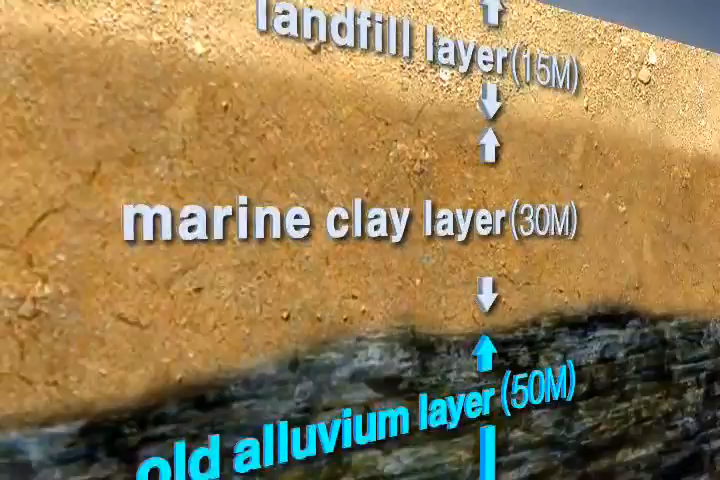 landfill layer (15M)
marine clay layer (30M)
old alluvium layer (50M)